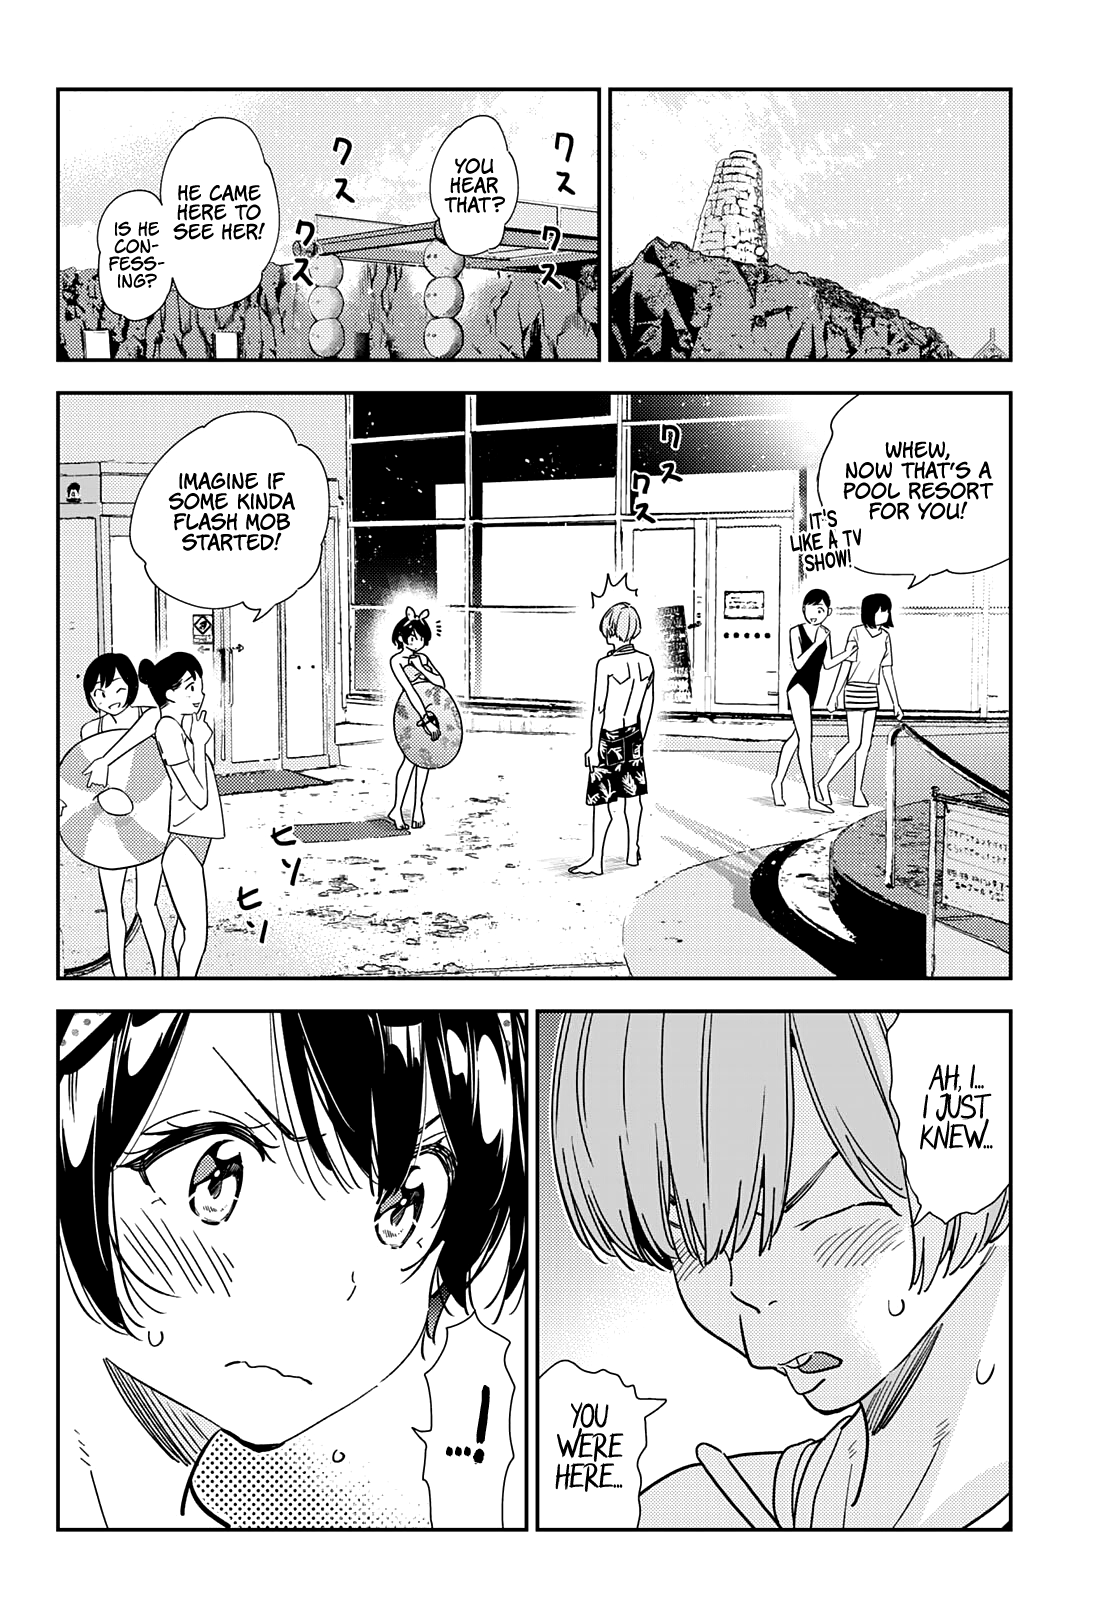 YOU
HEAR
THAT?
クス
クス
クス
クス
HE CAME
HERE TO
SEE HER!
IS HE
CON-
FESS-
ING?
WHEW,
NOW THAT'S A
POOL RESORT
FOR YOU!
IT'S
LIKE A TV
SHOW!
クス
クス
IMAGINE IF
SOME KINDA
FLASH MOB
STARTED!
ヒソ
ヒソ
AH, I...
I JUST
KNEW...
YOU
WERE
HERE...
...!